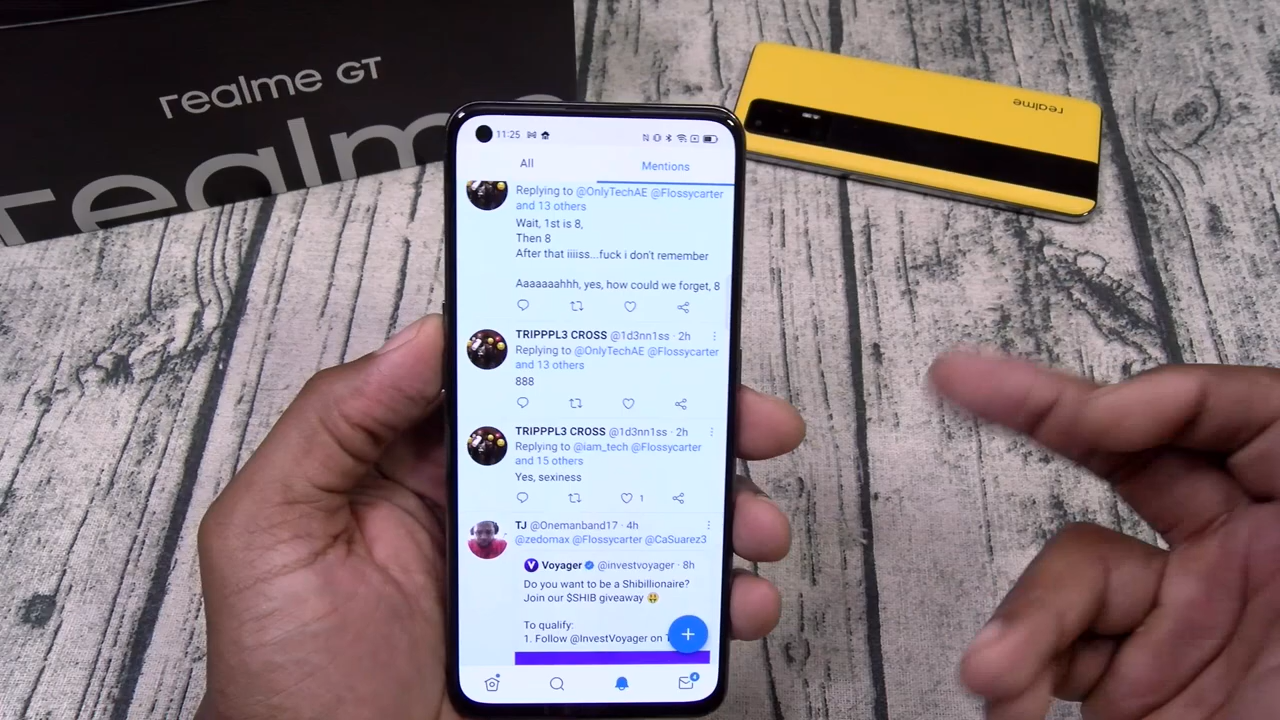 realme GT
realm
realme
11:25
All
Mentions
Replying to @OnlyTechAE @Flossycarter
and 13 others
Wait, 1st is 8,
Then 8
After that iiiiss...fuck i don't remember
Aaaaaaahhh, yes, how could we forget, 8
TRIPPPL3 CROSS @1d3nn1ss · 2h
Replying to @OnlyTechAE @Flossycarter
and 13 others
888
TRIPPPL3 CROSS @1d3nn1ss · 2h
Replying to @iam_tech @Flossycarter
and 15 others
Yes, sexiness
1
TJ @Onemanband17 · 4h
@zedomax @Flossycarter @CaSuarez3
Voyager @investvoyager · 8h
Do you want to be a Shibillionaire?
Join our $SHIB giveaway 🤑
To qualify:
1. Follow @InvestVoyager on T
4